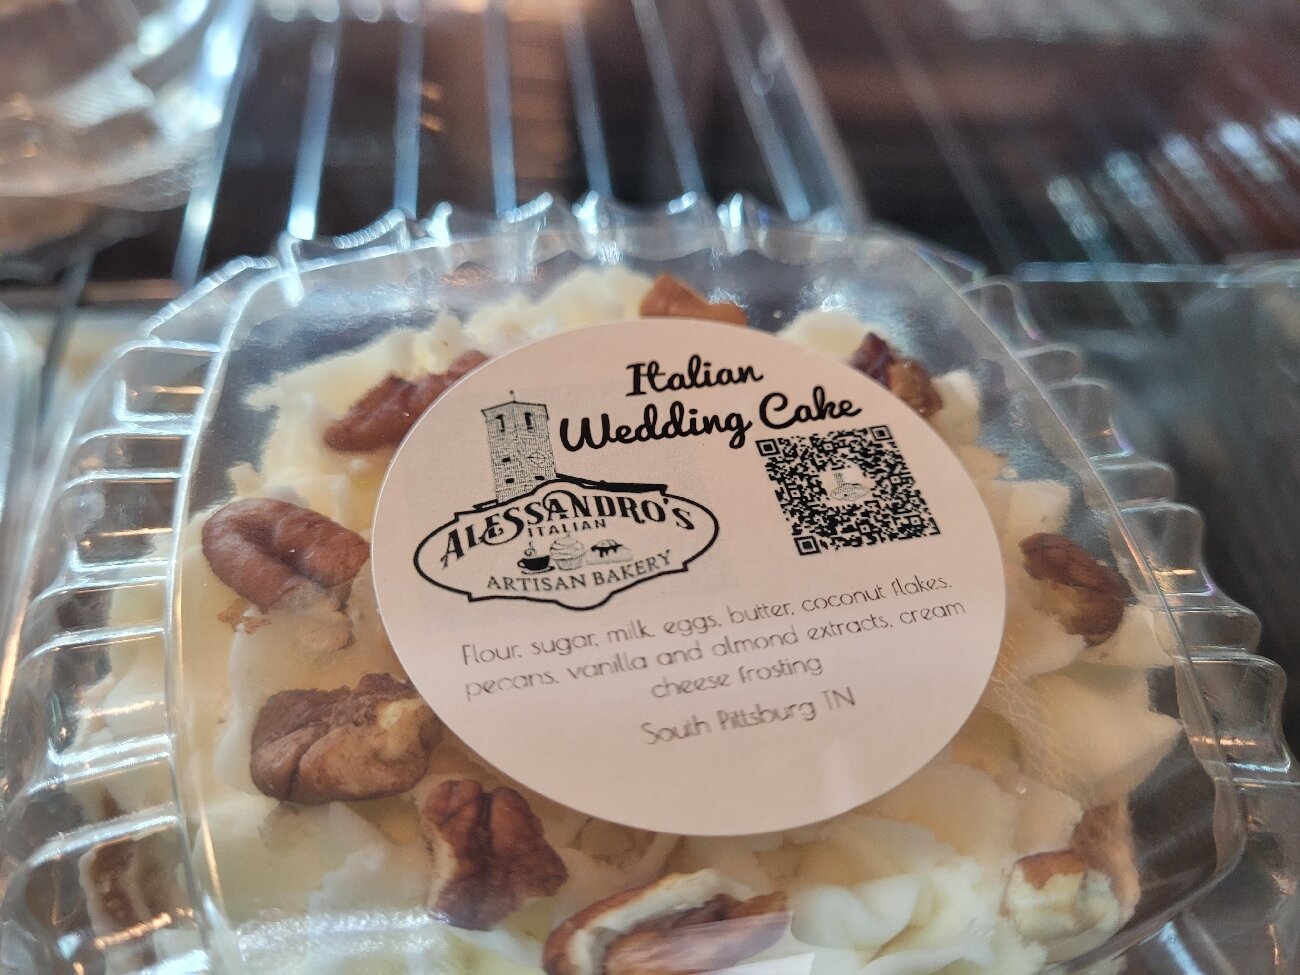 Italian
Wedding Cake
ALESSANDRO'S
ITALIAN
ARTISAN BAKERY
Flour, sugar, milk, eggs, butter, coconut flakes,
pecans, vanilla and almond extracts, cream
cheese frosting
South Pittsburg TN